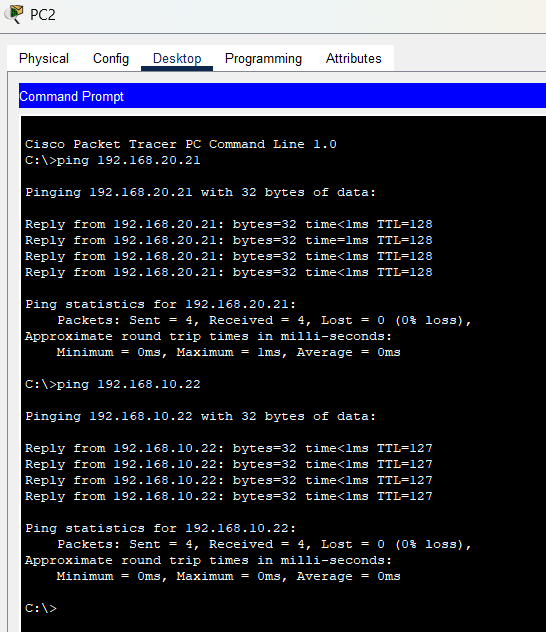 PC2
Physical Config Desktop Programming Attributes
Command Prompt
Cisco Packet Tracer PC Command Line 1.0
C:\>ping 192.168.20.21
Pinging 192.168.20.21 with 32 bytes of data:
Reply from 192.168.20.21: bytes=32 time<1ms TTL=128
Reply from 192.168.20.21: bytes=32 time=1ms TTL=128
Reply from 192.168.20.21: bytes=32 time<1ms TTL=128
Reply from 192.168.20.21: bytes=32 time<1ms TTL=128
Ping statistics for 192.168.20.21:
    Packets: Sent = 4, Received = 4, Lost = 0 (0% loss),
Approximate round trip times in milli-seconds:
    Minimum = 0ms, Maximum = 1ms, Average = 0ms
C:\>ping 192.168.10.22
Pinging 192.168.10.22 with 32 bytes of data:
Reply from 192.168.10.22: bytes=32 time<1ms TTL=127
Reply from 192.168.10.22: bytes=32 time<1ms TTL=127
Reply from 192.168.10.22: bytes=32 time<1ms TTL=127
Reply from 192.168.10.22: bytes=32 time<1ms TTL=127
Ping statistics for 192.168.10.22:
    Packets: Sent = 4, Received = 4, Lost = 0 (0% loss),
Approximate round trip times in milli-seconds:
    Minimum = 0ms, Maximum = 0ms, Average = 0ms
C:\>